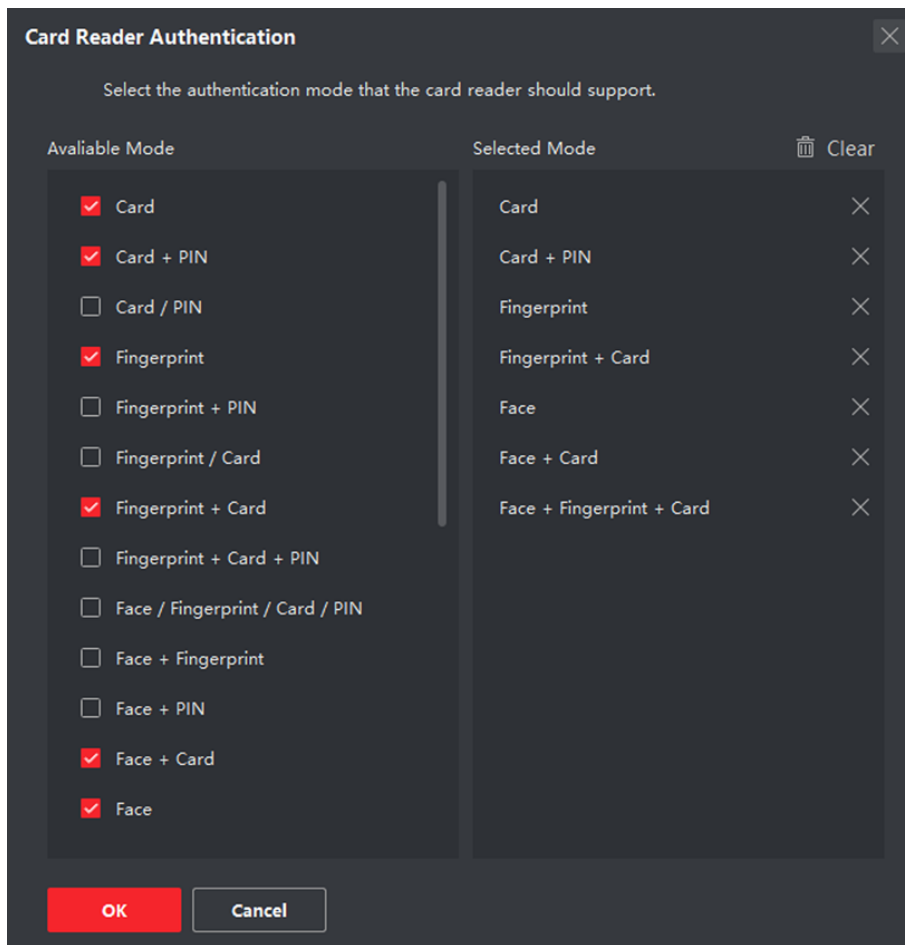 Card Reader Authentication
Select the authentication mode that the card reader should support.
Avaliable Mode
Card
Card + PIN
Card / PIN
Fingerprint
Fingerprint + PIN
Fingerprint / Card
Fingerprint + Card
Fingerprint + Card + PIN
Face / Fingerprint / Card / PIN
Face + Fingerprint
Face + PIN
Face + Card
Face
Selected Mode
Clear
Card
Card + PIN
Fingerprint
Fingerprint + Card
Face
Face + Card
Face + Fingerprint + Card
OK
Cancel